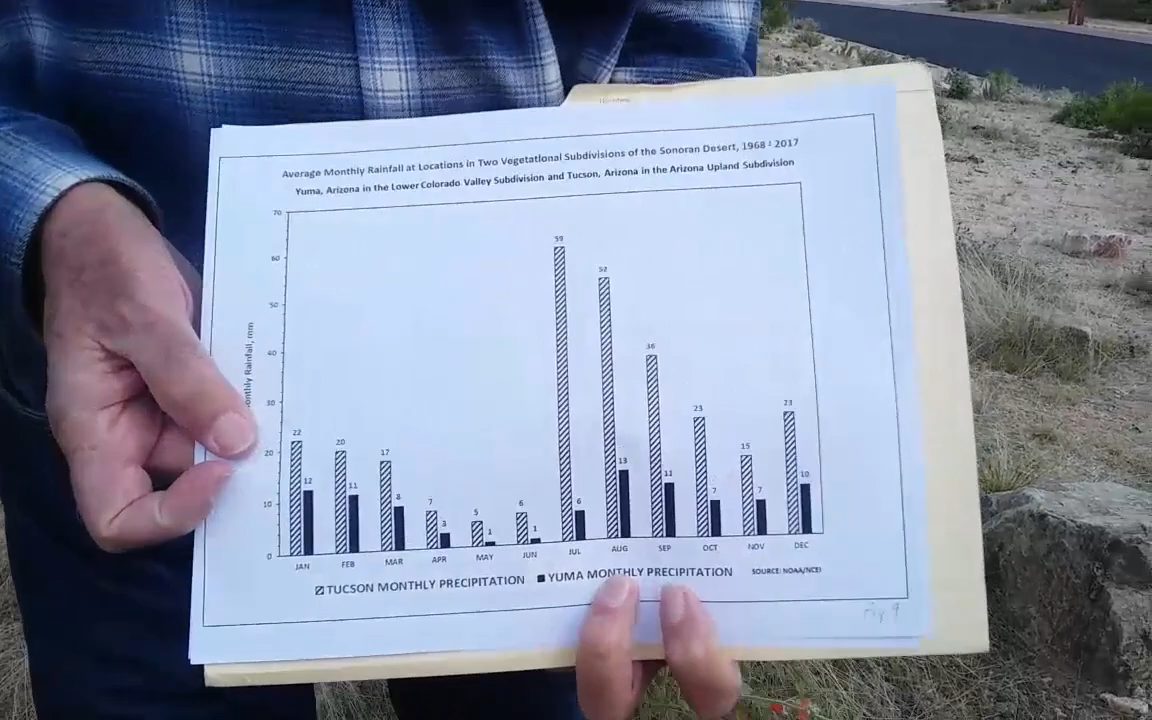 Average Monthly Rainfall at Locations in Two Vegetational Subdivisions of the Sonoran Desert, 1968 - 2017
Yuma, Arizona in the Lower Colorado Valley Subdivision and Tucson, Arizona in the Arizona Upland Subdivision
70
60
50
40
30
20
10
0
Rainfall, mm
22 12 20 11 17 8 7 3 5 1 6 1 59 6 52 13 36 11 23 7 15 7 23 10
JAN FEB MAR APR MAY JUN JUL AUG SEP OCT NOV DEC
TUCSON MONTHLY PRECIPITATION YUMA MONTHLY PRECIPITATION SOURCE: NOAA/NCEI
Fig 9